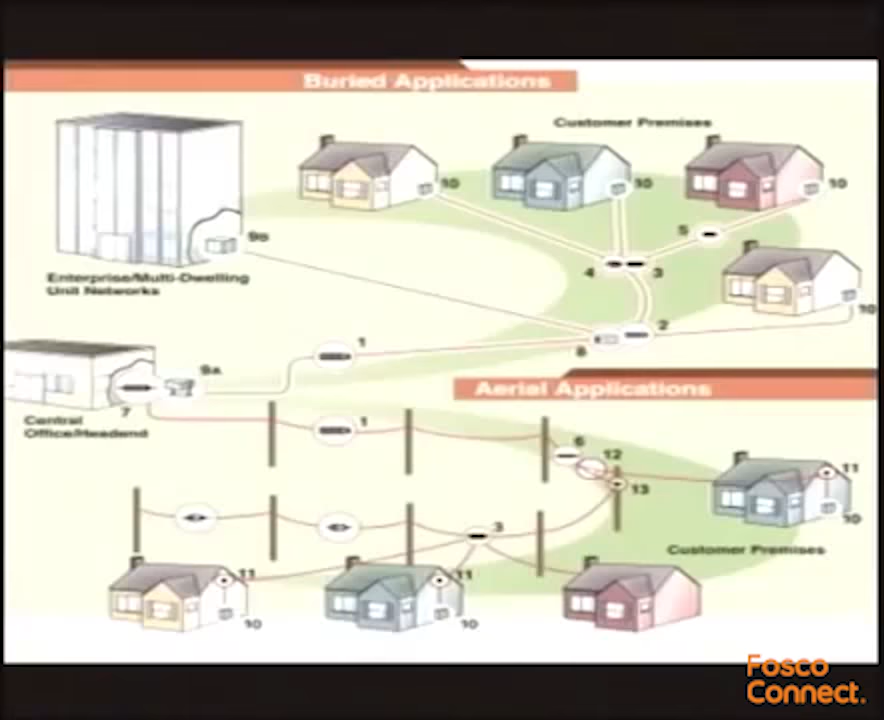 Buried Applications
Customer Premises
10
10
10
9B
5
4
3
Enterprise/Multi-Dwelling
Unit Networks
10
2
1
8
9A
Aerial Applications
7
Central
Office/Headend
1
6
12
11
13
10
3
Customer Premises
11
11
10
10
Fosco
Connect.